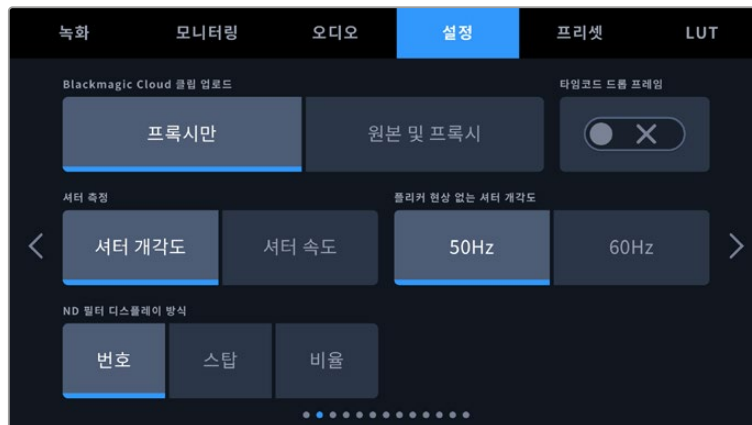 녹화 모니터링 오디오 설정 프리셋 LUT
Blackmagic Cloud 클립 업로드 타임코드 드롭 프레임
프록시만 원본 및 프록시
셔터 측정 플리커 현상 없는 셔터 개각도
셔터 개각도 셔터 속도 50Hz 60Hz
ND 필터 디스플레이 방식
번호 스탑 비율